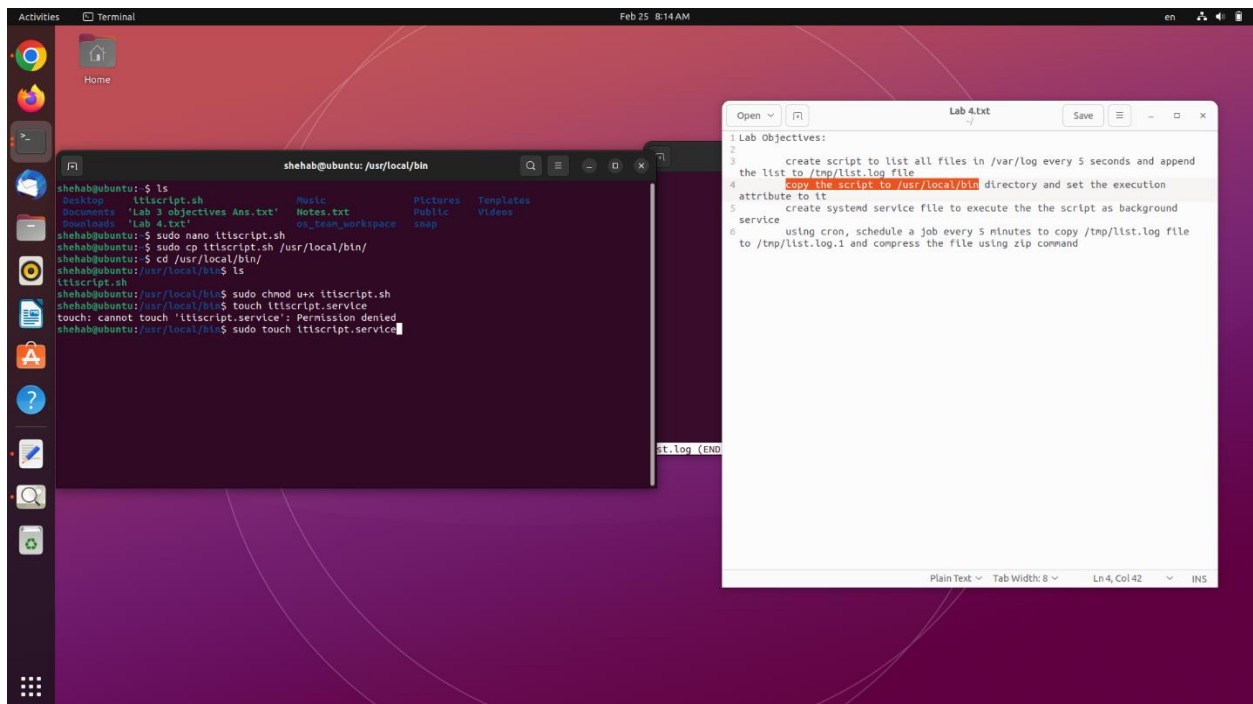 Activities Terminal Feb 25 8:14 AM en
Home
shehab@ubuntu: /usr/local/bin
shehab@ubuntu:~$ ls
Desktop itiscript.sh Music Pictures Templates
Documents 'Lab 3 objectives Ans.txt' Notes.txt Public Videos
Downloads 'Lab 4.txt' os_team_workspace snap
shehab@ubuntu:~$ sudo nano itiscript.sh
shehab@ubuntu:~$ sudo cp itiscript.sh /usr/local/bin/
shehab@ubuntu:~$ cd /usr/local/bin/
shehab@ubuntu:/usr/local/bin$ ls
itiscript.sh
shehab@ubuntu:/usr/local/bin$ sudo chmod u+x itiscript.sh
shehab@ubuntu:/usr/local/bin$ touch itiscript.service
touch: cannot touch 'itiscript.service': Permission denied
shehab@ubuntu:/usr/local/bin$ sudo touch itiscript.service
st.log (END
Open Lab 4.txt Save
~/
1 Lab Objectives:
2
3 create script to list all files in /var/log every 5 seconds and append
the list to /tmp/list.log file
4 copy the script to /usr/local/bin directory and set the execution
attribute to it
5 create systemd service file to execute the the script as background
service
6 using cron, schedule a job every 5 minutes to copy /tmp/list.log file
to /tmp/list.log.1 and compress the file using zip command
Plain Text Tab Width: 8 Ln 4, Col 42 INS